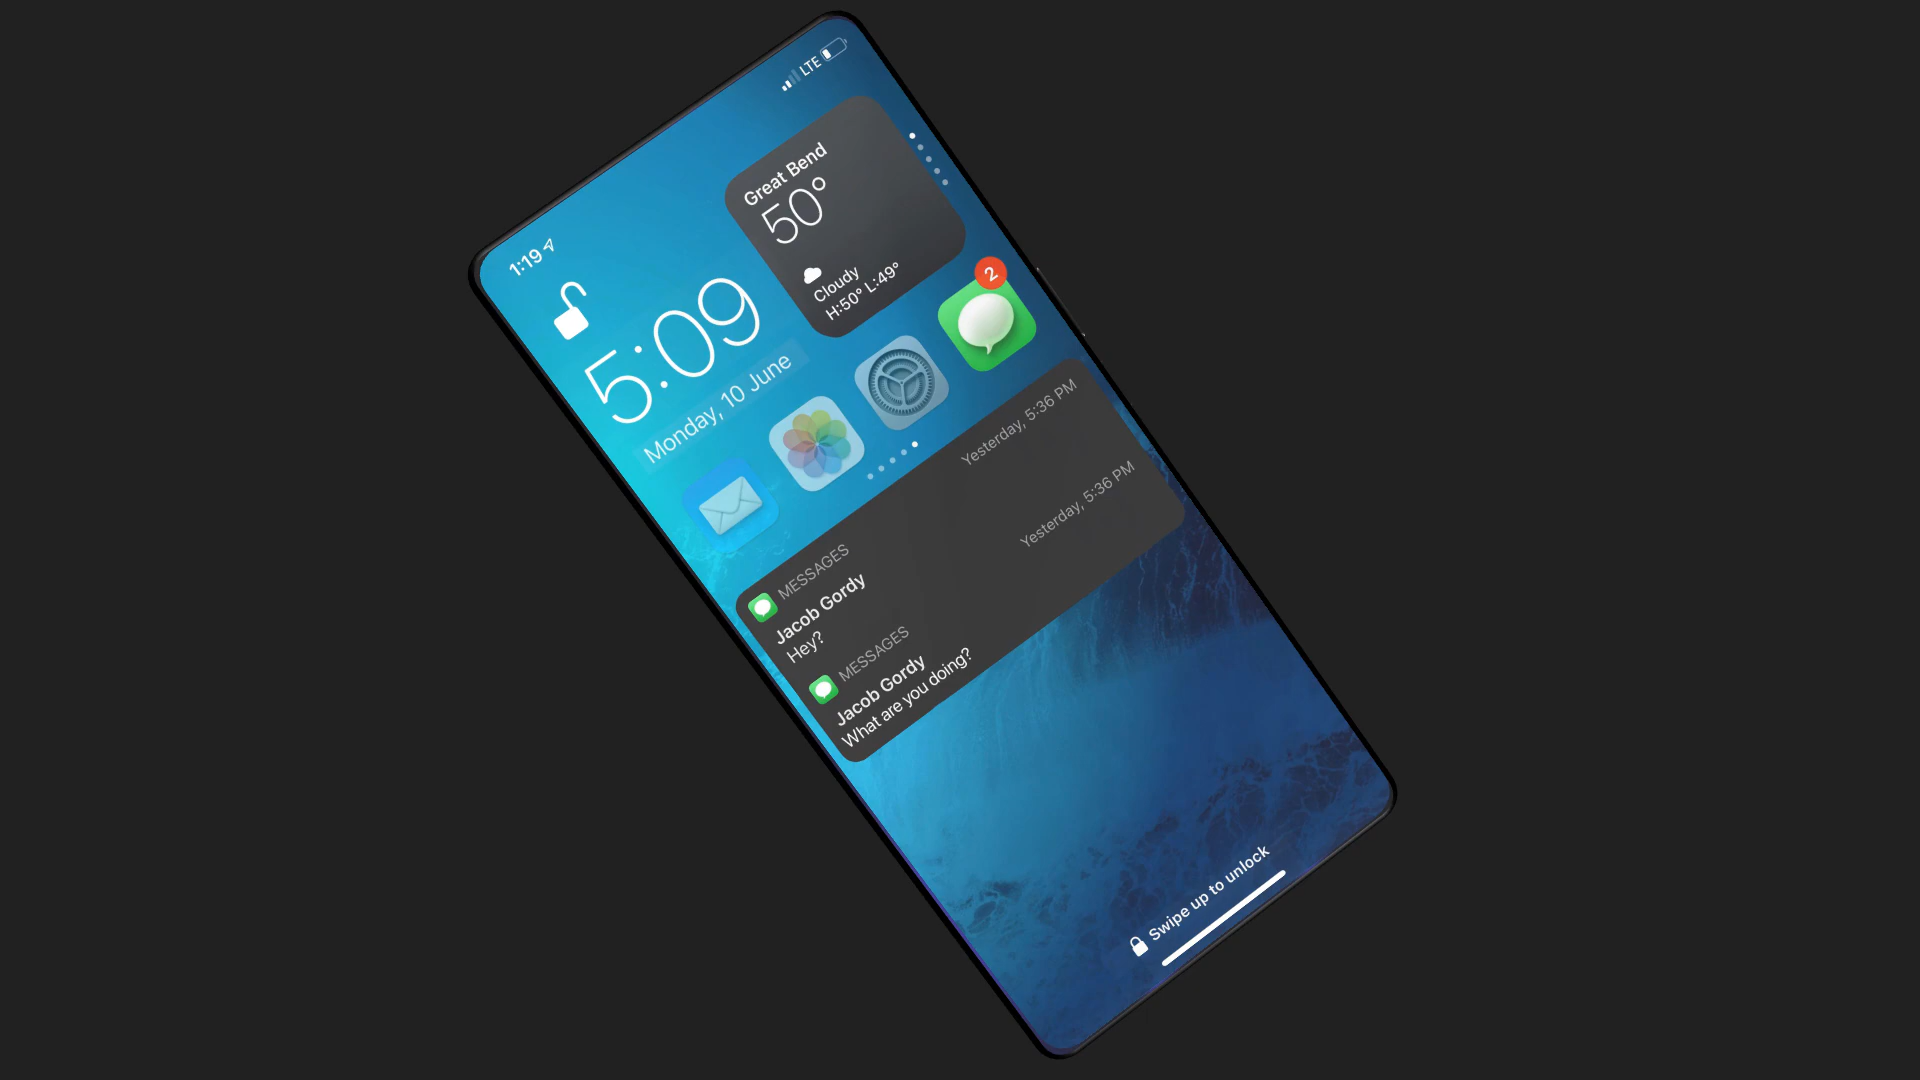 1:19
LTE
5:09
Monday, 10 June
Great Bend
50°
Cloudy
H:50° L:49°
2
MESSAGES
Yesterday, 5:36 PM
Jacob Gordy
Hey?
MESSAGES
Yesterday, 5:36 PM
Jacob Gordy
What are you doing?
Swipe up to unlock